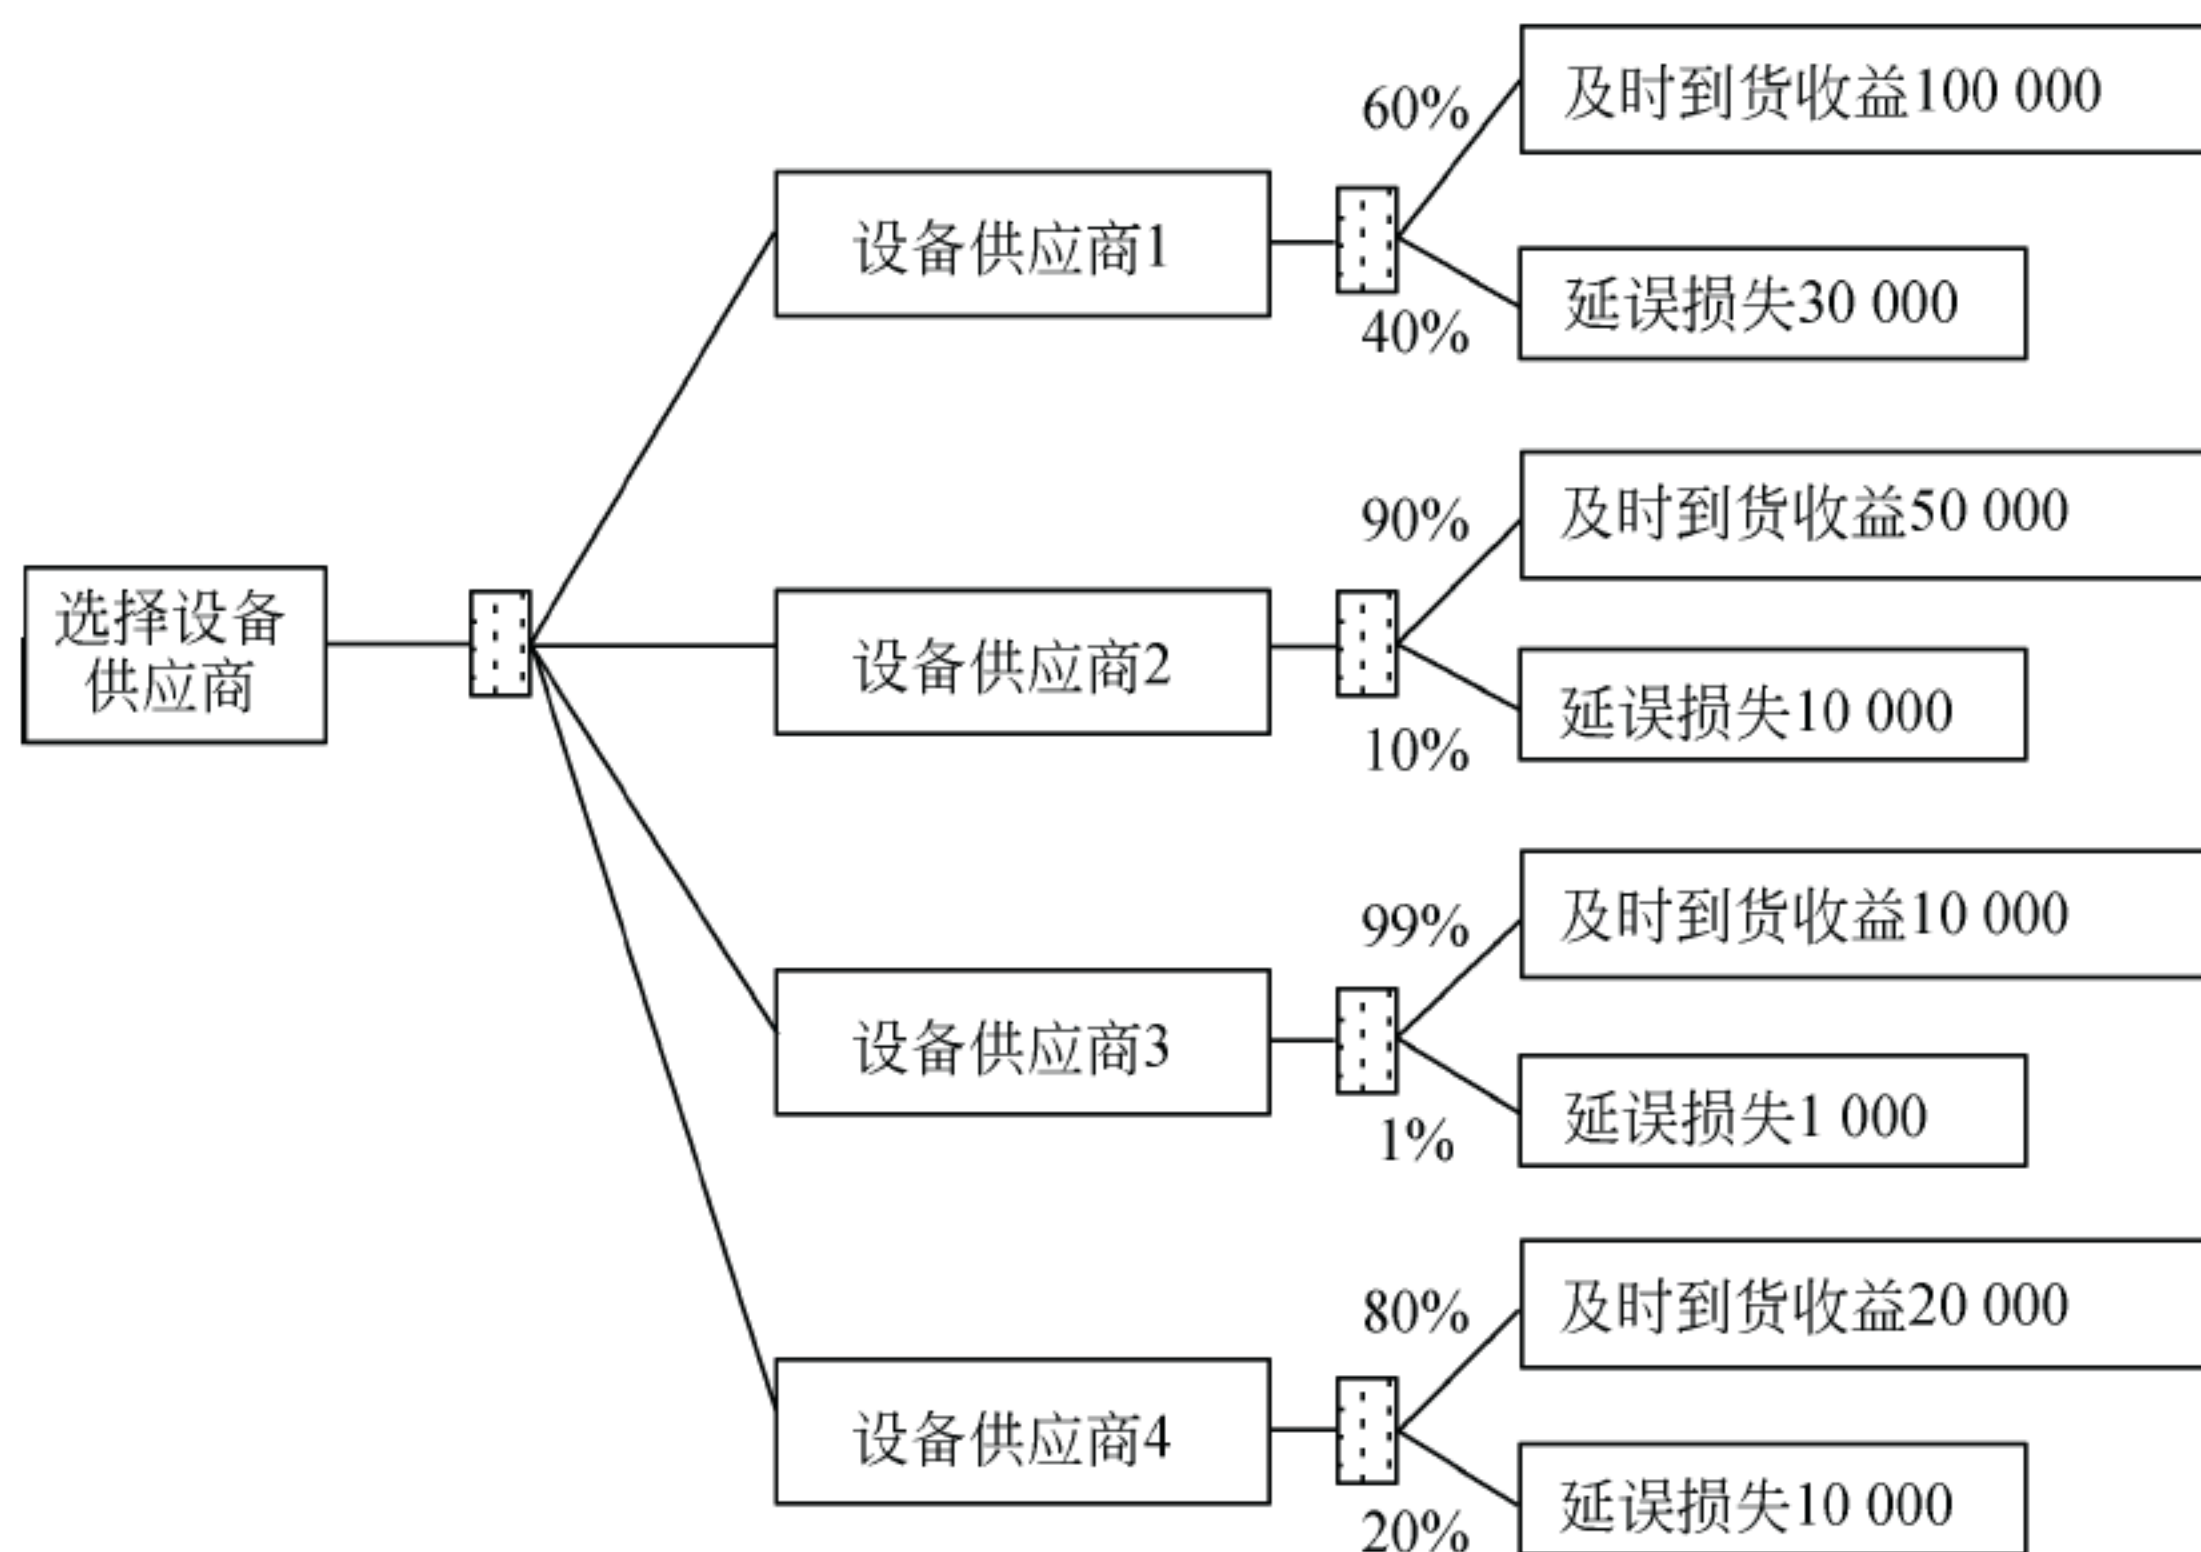 选择设备
供应商
设备供应商1
60%
及时到货收益100 000
40%
延误损失30 000
设备供应商2
90%
及时到货收益50 000
10%
延误损失10 000
设备供应商3
99%
及时到货收益10 000
1%
延误损失1 000
设备供应商4
80%
及时到货收益20 000
20%
延误损失10 000